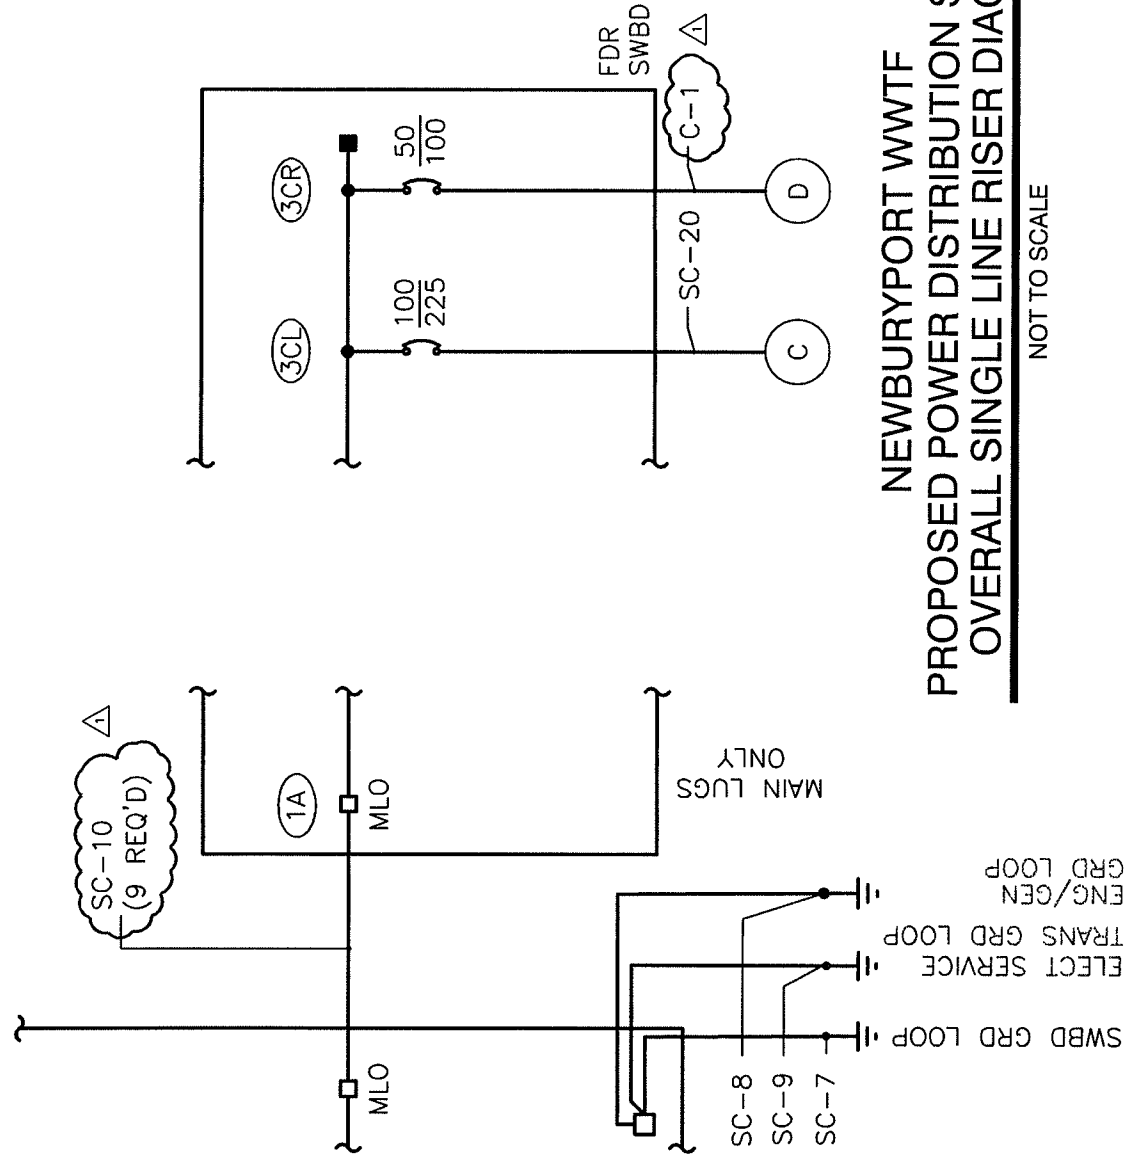 SC-10
(9 REQ'D)
1
MLO
1A
MLO
MAIN LUGS
ONLY
SC-8
SC-9
SC-7
SWBD GRD LOOP
ELECT SERVICE
TRANS GRD LOOP
ENG/GEN
GRD LOOP
3CL
100
225
3CR
50
100
FDR
SWBD
SC-20
C-1
1
C
D
NEWBURYPORT WWTF
PROPOSED POWER DISTRIBUTION
OVERALL SINGLE LINE RISER
NOT TO SCALE